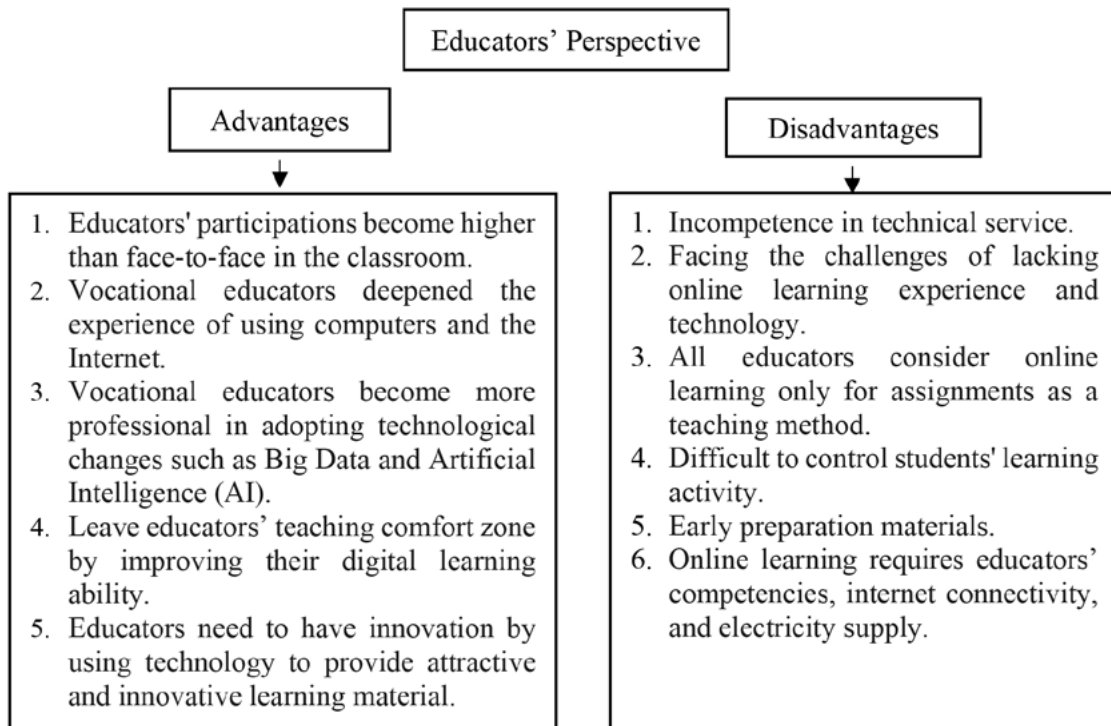 Educators’ Perspective
Advantages
1. Educators' participations become higher
than face-to-face in the classroom.
2. Vocational educators deepened the
experience of using computers and the
Internet.
3. Vocational educators become more
professional in adopting technological
changes such as Big Data and Artificial
Intelligence (AI).
4. Leave educators’ teaching comfort zone
by improving their digital learning
ability.
5. Educators need to have innovation by
using technology to provide attractive
and innovative learning material.
Disadvantages
1. Incompetence in technical service.
2. Facing the challenges of lacking
online learning experience and
technology.
3. All educators consider online
learning only for assignments as a
teaching method.
4. Difficult to control students' learning
activity.
5. Early preparation materials.
6. Online learning requires educators’
competencies, internet connectivity,
and electricity supply.